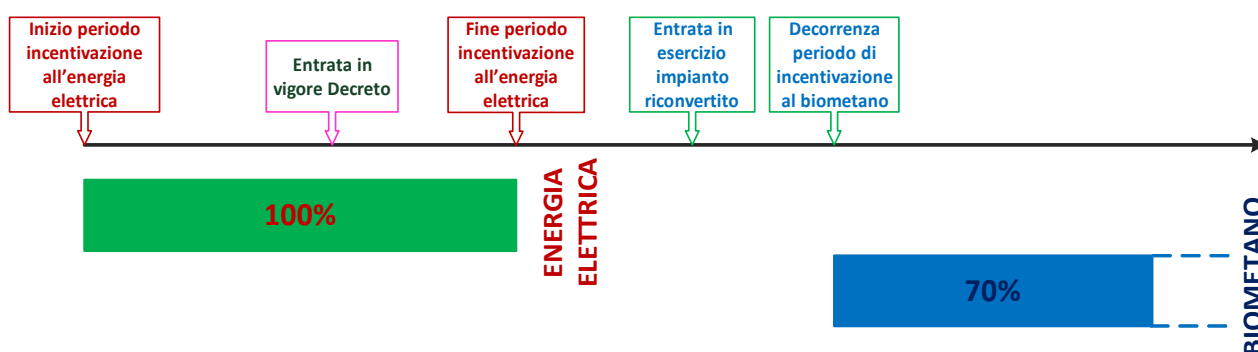 Inizio periodo
incentivazione
all’energia
elettrica
Entrata in
vigore Decreto
Fine periodo
incentivazione
all’energia
elettrica
Entrata in
esercizio
impianto
riconvertito
Decorrenza
periodo di
incentivazione
al biometano
100%
ENERGIA
ELETTRICA
70%
BIOMETANO